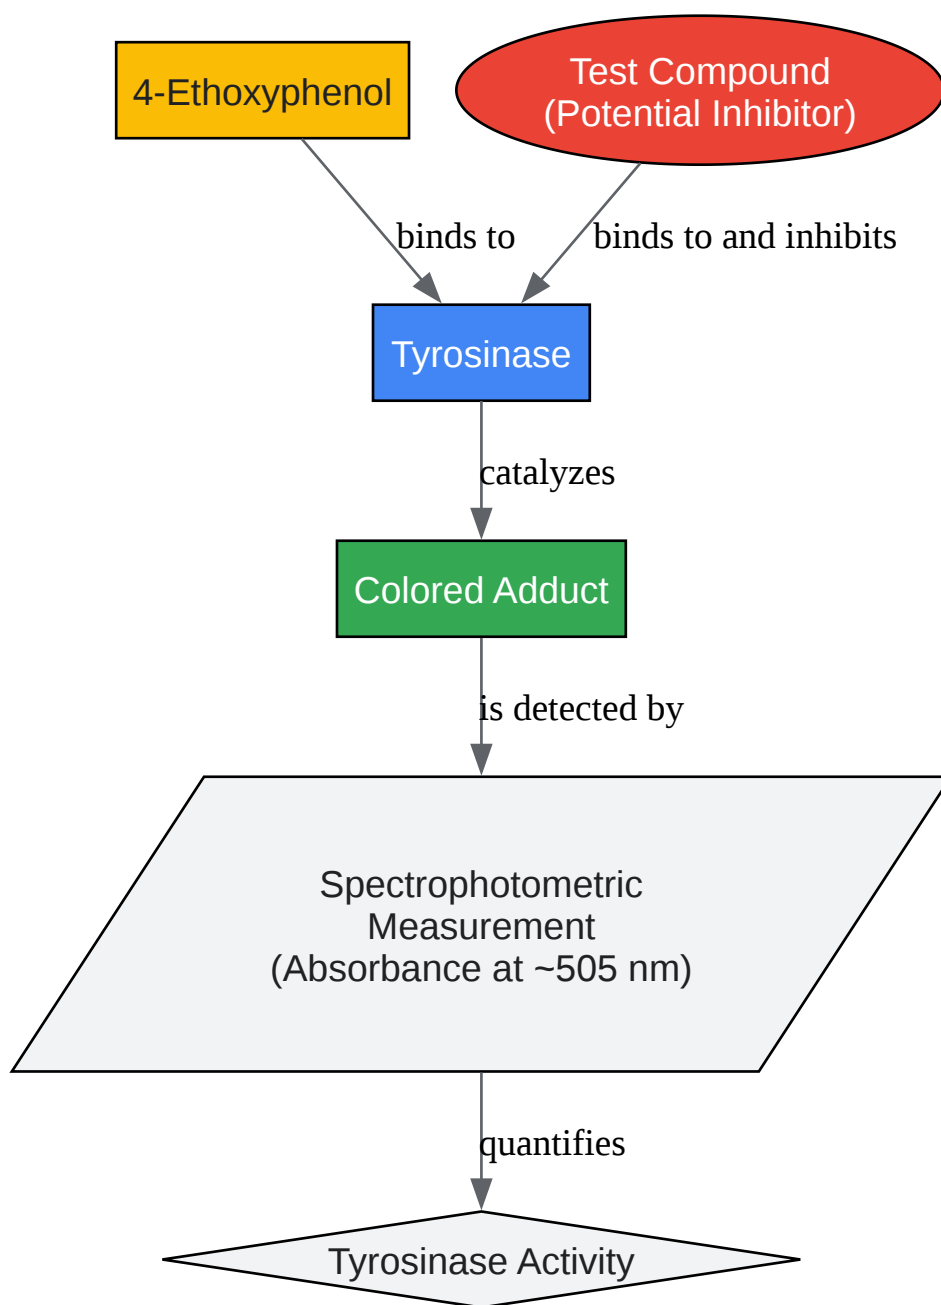 4-Ethoxyphenol
Test Compound
(Potential Inhibitor)
binds to
binds to and inhibits
Tyrosinase
catalyzes
Colored Adduct
is detected by
Spectrophotometric
Measurement
(Absorbance at ~505 nm)
quantifies
Tyrosinase Activity